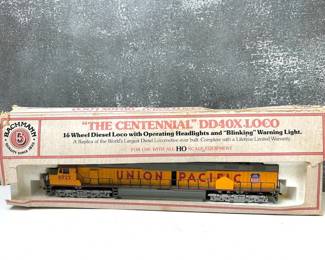 "THE CENTENNIAL" DD40X-LOCO
16 Wheel Diesel Loco with Operating Headlights and "Blinking" Warning Light.
A Replica of the World's Largest Diesel Locomotive ever built. Complete with a Lifetime Limited Warranty.
FOR USE WITH ALL HO SCALE EQUIPMENT
BACHMANN
UNION PACIFIC